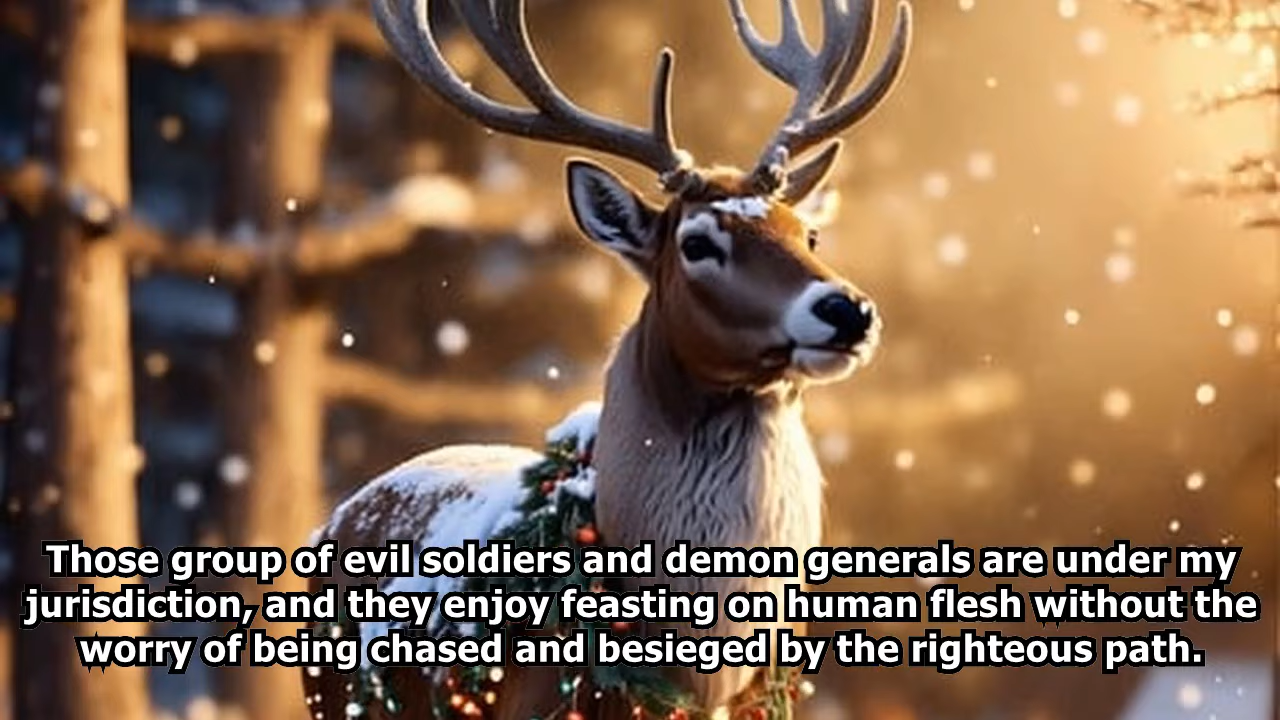 Those group of evil soldiers and demon generals are under my
jurisdiction, and they enjoy feasting on human flesh without the
worry of being chased and besieged by the righteous path.